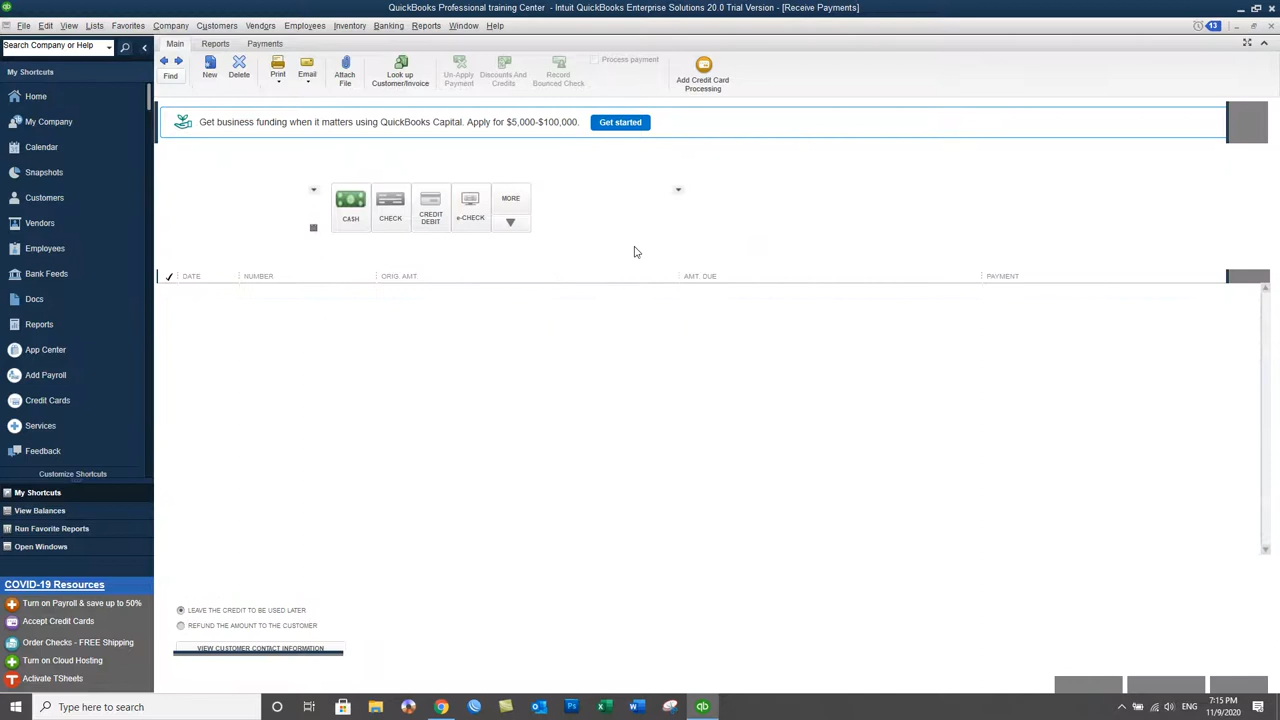 QuickBooks Professional training Center - Intuit QuickBooks Enterprise Solutions 20.0 Trial Version - [Receive Payments]
File Edit View Lists Favorites Company Customers Vendors Employees Inventory Banking Reports Window Help 13
Search Company or Help
Main Reports Payments
Find
New
Delete
Print
Email
Attach
File
Look up
Customer/Invoice
Un-Apply
Payment
Discounts And
Credits
Record
Bounced Check
Process payment
Add Credit Card
Processing
My Shortcuts
Home
My Company
Calendar
Snapshots
Customers
Vendors
Employees
Bank Feeds
Docs
Reports
App Center
Add Payroll
Credit Cards
Services
Feedback
Customize Shortcuts
My Shortcuts
View Balances
Run Favorite Reports
Open Windows
COVID-19 Resources
Turn on Payroll & save up to 50%
Accept Credit Cards
Order Checks - FREE Shipping
Turn on Cloud Hosting
Activate TSheets
Get business funding when it matters using QuickBooks Capital. Apply for $5,000-$100,000. Get started
CASH
CHECK
CREDIT
DEBIT
e-CHECK
MORE
DATE NUMBER ORIG. AMT. AMT. DUE PAYMENT
LEAVE THE CREDIT TO BE USED LATER
REFUND THE AMOUNT TO THE CUSTOMER
VIEW CUSTOMER CONTACT INFORMATION
Type here to search
ENG
7:15 PM
11/9/2020